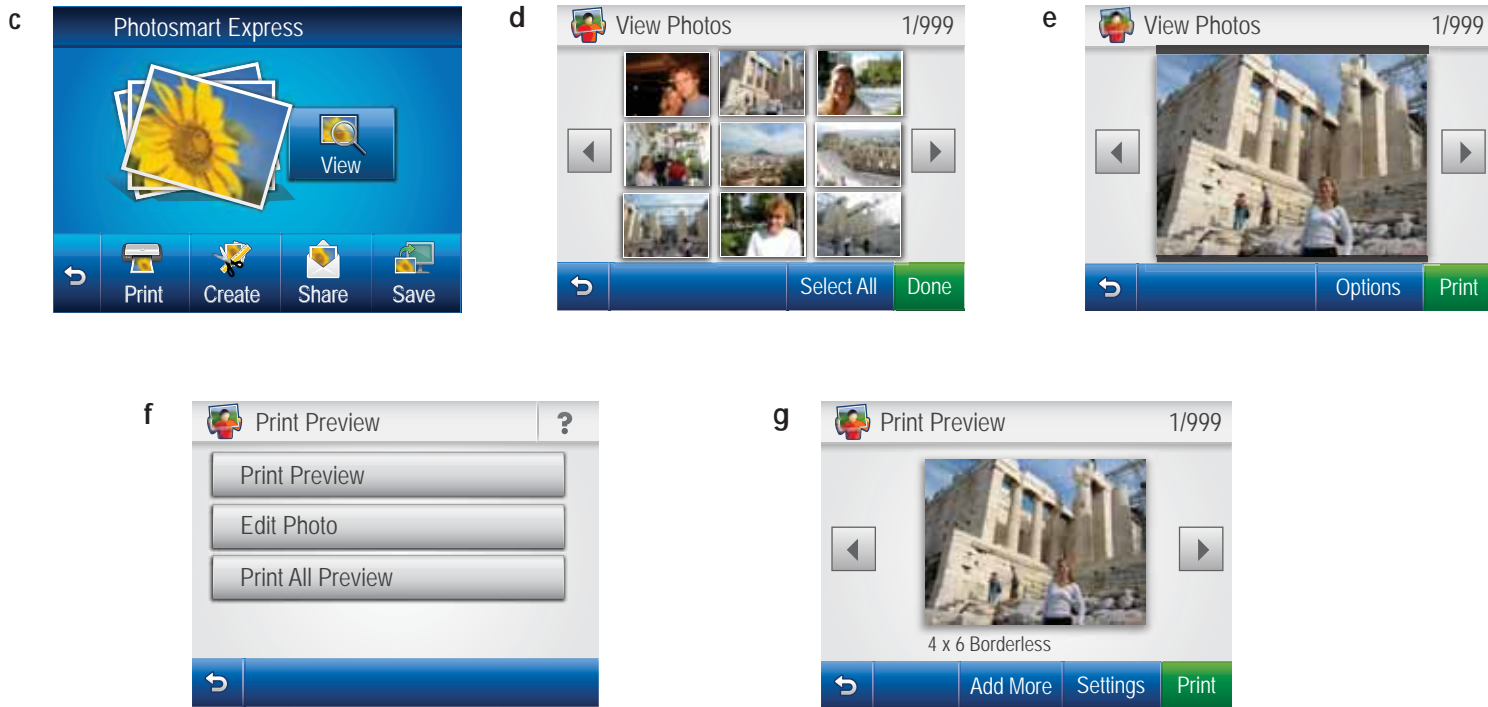 c
Photosmart Express
View
Print Create Share Save
d
View Photos 1/999
Select All Done
e
View Photos 1/999
Options Print
f
Print Preview ?
Print Preview
Edit Photo
Print All Preview
g
Print Preview 1/999
4 x 6 Borderless
Add More Settings Print